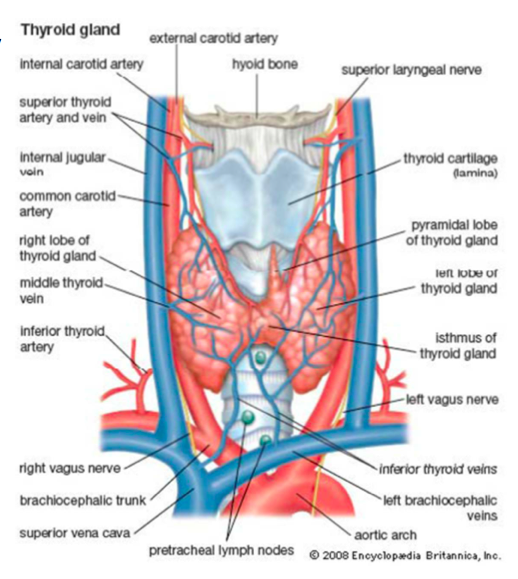 Thyroid gland
external carotid artery
internal carotid artery
hyoid bone
superior laryngeal nerve
superior thyroid
artery and vein
internal jugular
vein
thyroid cartilage
(lamina)
common carotid
artery
pyramidal lobe
of thyroid gland
right lobe of
thyroid gland
left lobe of
thyroid gland
middle thyroid
vein
inferior thyroid
artery
isthmus of
thyroid gland
left vagus nerve
right vagus nerve
inferior thyroid veins
brachiocephalic trunk
left brachiocephalic
veins
superior vena cava
aortic arch
pretracheal lymph nodes
© 2008 Encyclopædia Britannica, Inc.